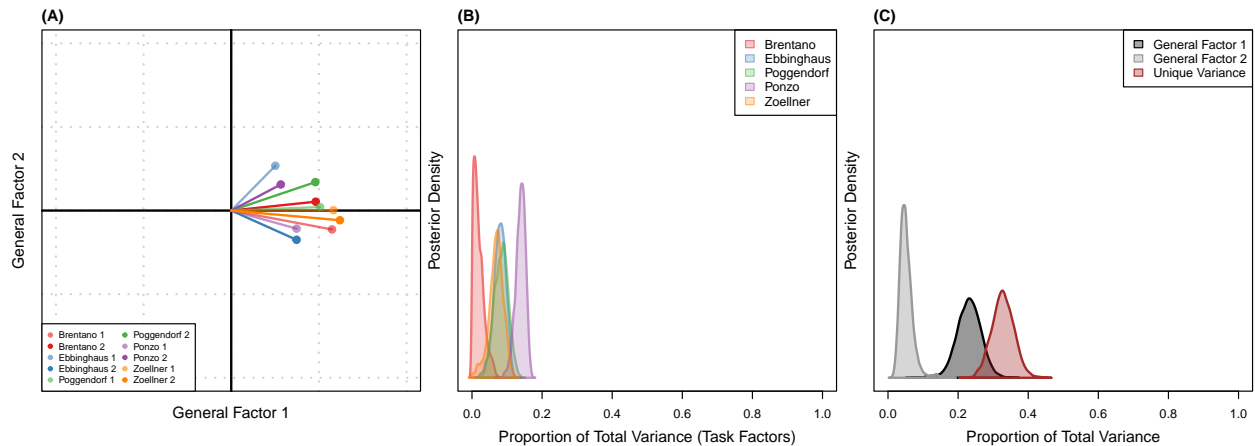 (A)
General Factor 2
Brentano 1
Brentano 2
Ebbinghaus 1
Ebbinghaus 2
Poggendorf 1
Poggendorf 2
Ponzo 1
Ponzo 2
Zoellner 1
Zoellner 2
General Factor 1
(B)
Posterior Density
Brentano
Ebbinghaus
Poggendorf
Ponzo
Zoellner
0.0 0.2 0.4 0.6 0.8 1.0
Proportion of Total Variance (Task Factors)
(C)
Posterior Density
General Factor 1
General Factor 2
Unique Variance
0.0 0.2 0.4 0.6 0.8 1.0
Proportion of Total Variance